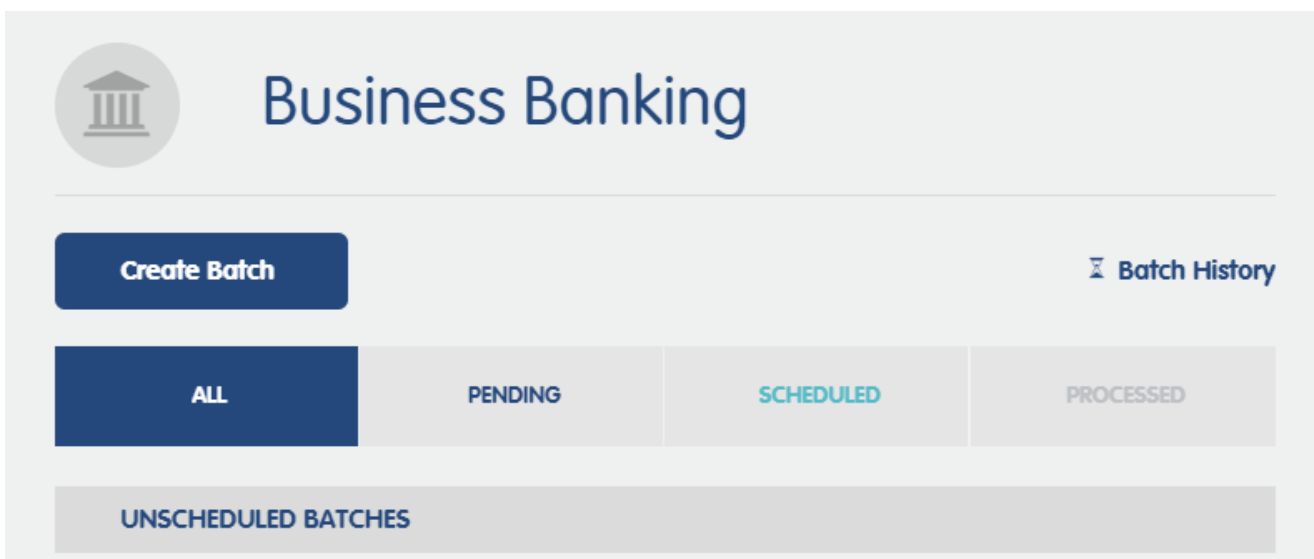 Business Banking
Create Batch
Batch History
ALL
PENDING
SCHEDULED
PROCESSED
UNSCHEDULED BATCHES